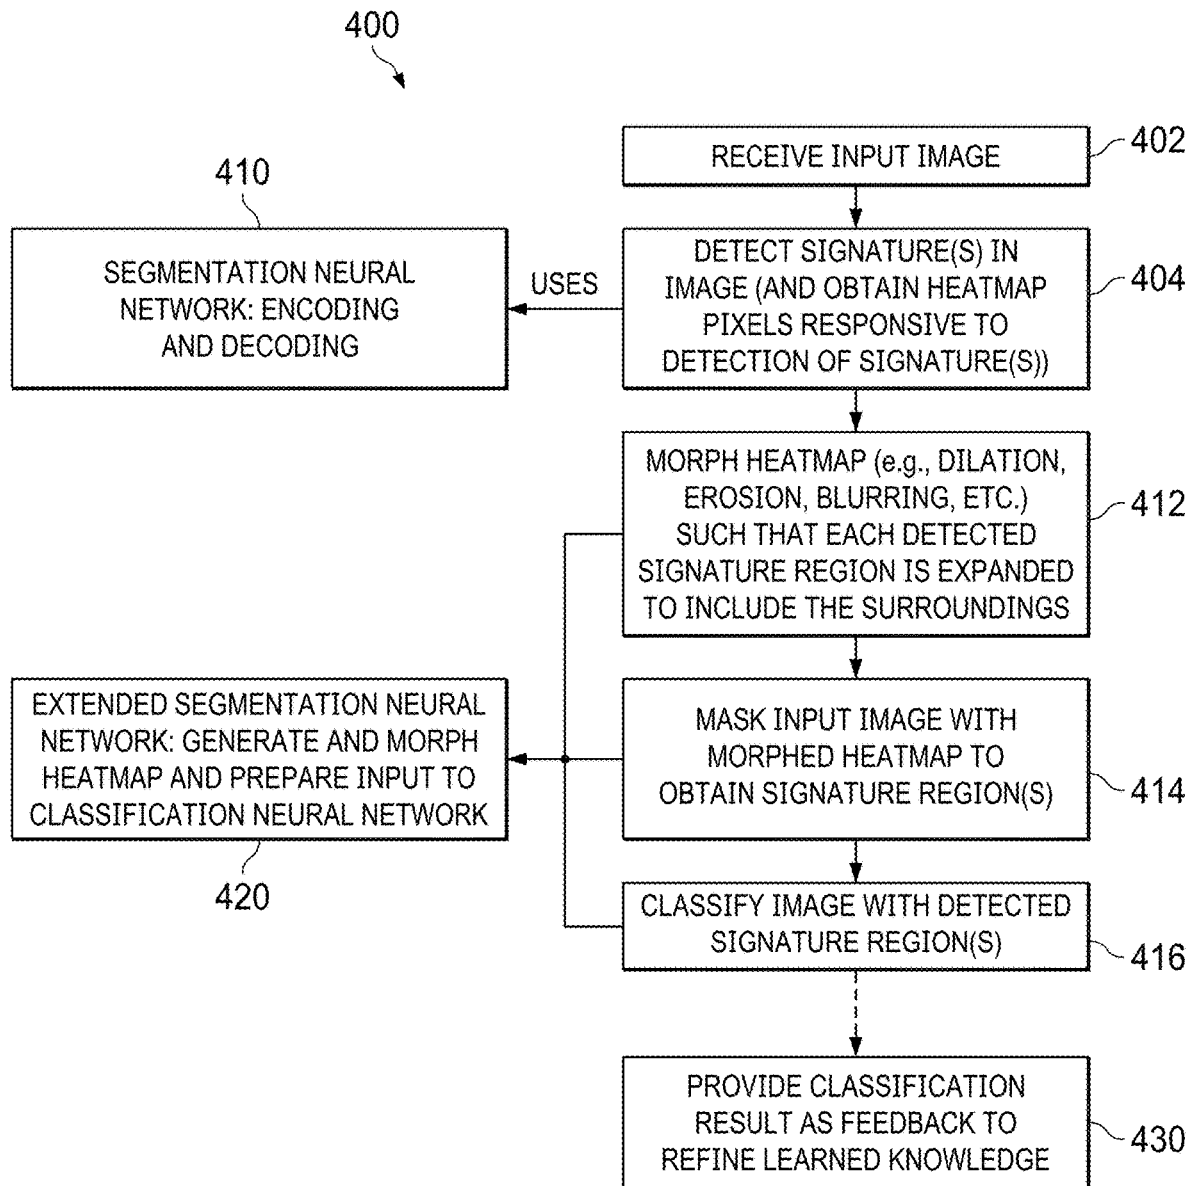 400
RECEIVE INPUT IMAGE
402
410
SEGMENTATION NEURAL
NETWORK: ENCODING
AND DECODING
USES
DETECT SIGNATURE(S) IN
IMAGE (AND OBTAIN HEATMAP
PIXELS RESPONSIVE TO
DETECTION OF SIGNATURE(S))
404
MORPH HEATMAP (e.g., DILATION,
EROSION, BLURRING, ETC.)
SUCH THAT EACH DETECTED
SIGNATURE REGION IS EXPANDED
TO INCLUDE THE SURROUNDINGS
412
EXTENDED SEGMENTATION NEURAL
NETWORK: GENERATE AND MORPH
HEATMAP AND PREPARE INPUT TO
CLASSIFICATION NEURAL NETWORK
420
MASK INPUT IMAGE WITH
MORPHED HEATMAP TO
OBTAIN SIGNATURE REGION(S)
414
CLASSIFY IMAGE WITH DETECTED
SIGNATURE REGION(S)
416
PROVIDE CLASSIFICATION
RESULT AS FEEDBACK TO
REFINE LEARNED KNOWLEDGE
430